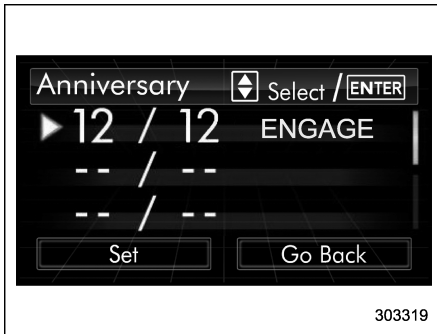 Anniversary Select / ENTER
12 / 12 ENGAGE
-- / --
-- / --
Set Go Back
303319